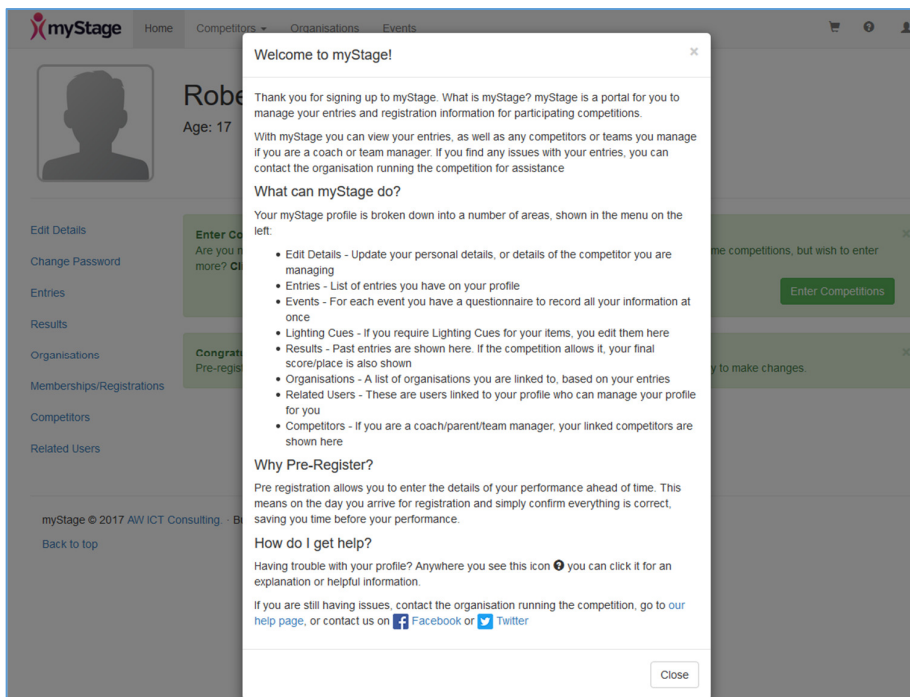 myStage Home Competitors Organisations Events
Welcome to myStage! ×
Age: 17
Thank you for signing up to myStage. What is myStage? myStage is a portal for you to
manage your entries and registration information for participating competitions.
With myStage you can view your entries, as well as any competitors or teams you manage
if you are a coach or team manager. If you find any issues with your entries, you can
contact the organisation running the competition for assistance
What can myStage do?
Your myStage profile is broken down into a number of areas, shown in the menu on the
left:
• Edit Details - Update your personal details, or details of the competitor you are
managing
• Entries - List of entries you have on your profile
• Events - For each event you have a questionnaire to record all your information at
once
• Lighting Cues - If you require Lighting Cues for your items, you edit them here
• Results - Past entries are shown here. If the competition allows it, your final
score/place is also shown
• Organisations - A list of organisations you are linked to, based on your entries
• Related Users - These are users linked to your profile who can manage your profile
for you
• Competitors - If you are a coach/parent/team manager, your linked competitors are
shown here
Why Pre-Register?
Pre registration allows you to enter the details of your performance ahead of time. This
means on the day you arrive for registration and simply confirm everything is correct,
saving you time before your performance.
How do I get help?
Having trouble with your profile? Anywhere you see this icon ? you can click it for an
explanation or helpful information.
If you are still having issues, contact the organisation running the competition, go to our
help page, or contact us on Facebook or Twitter
Close
Edit Details
Change Password
Entries
Results
Organisations
Memberships/Registrations
Competitors
Related Users
Enter
Are you
more?
competitions, but wish to enter
Enter Competitions
to make changes.
myStage © 2017 AW ICT Consulting. ·
Back to top